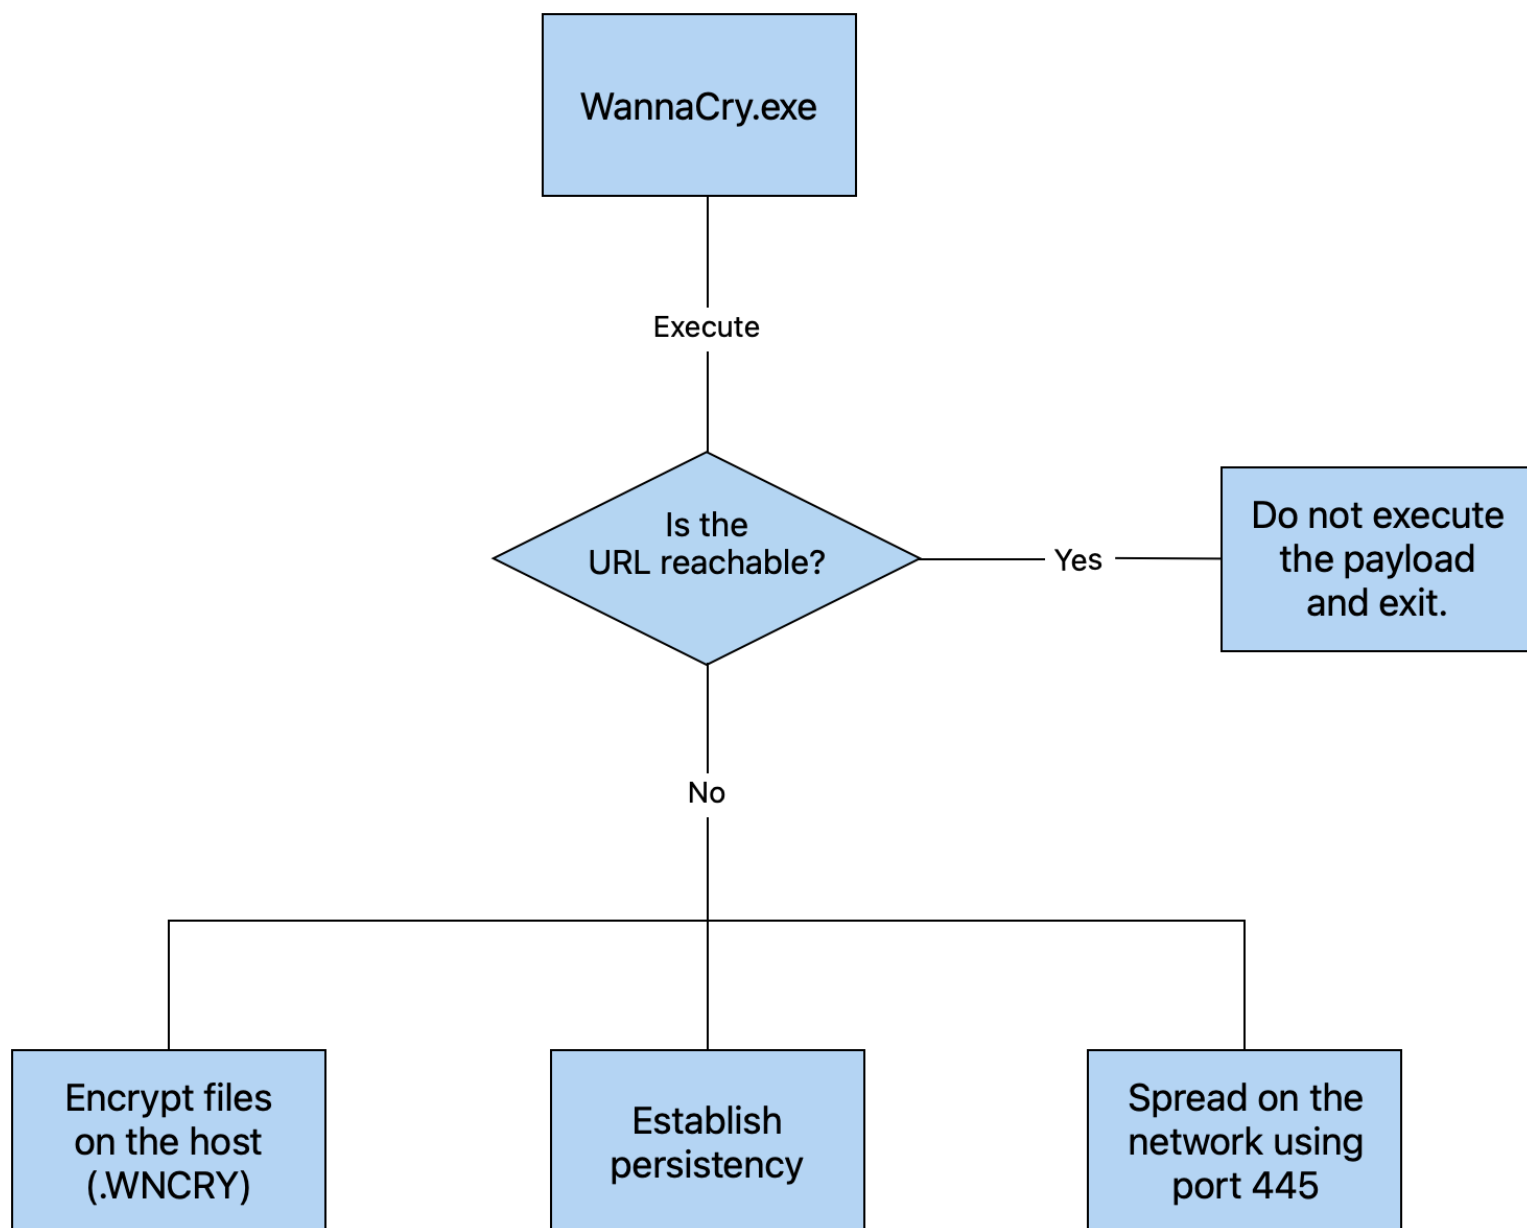 WannaCry.exe
Execute
Is the
URL reachable?
Yes
Do not execute
the payload
and exit.
No
Encrypt files
on the host
(.WNCRY)
Establish
persistency
Spread on the
network using
port 445